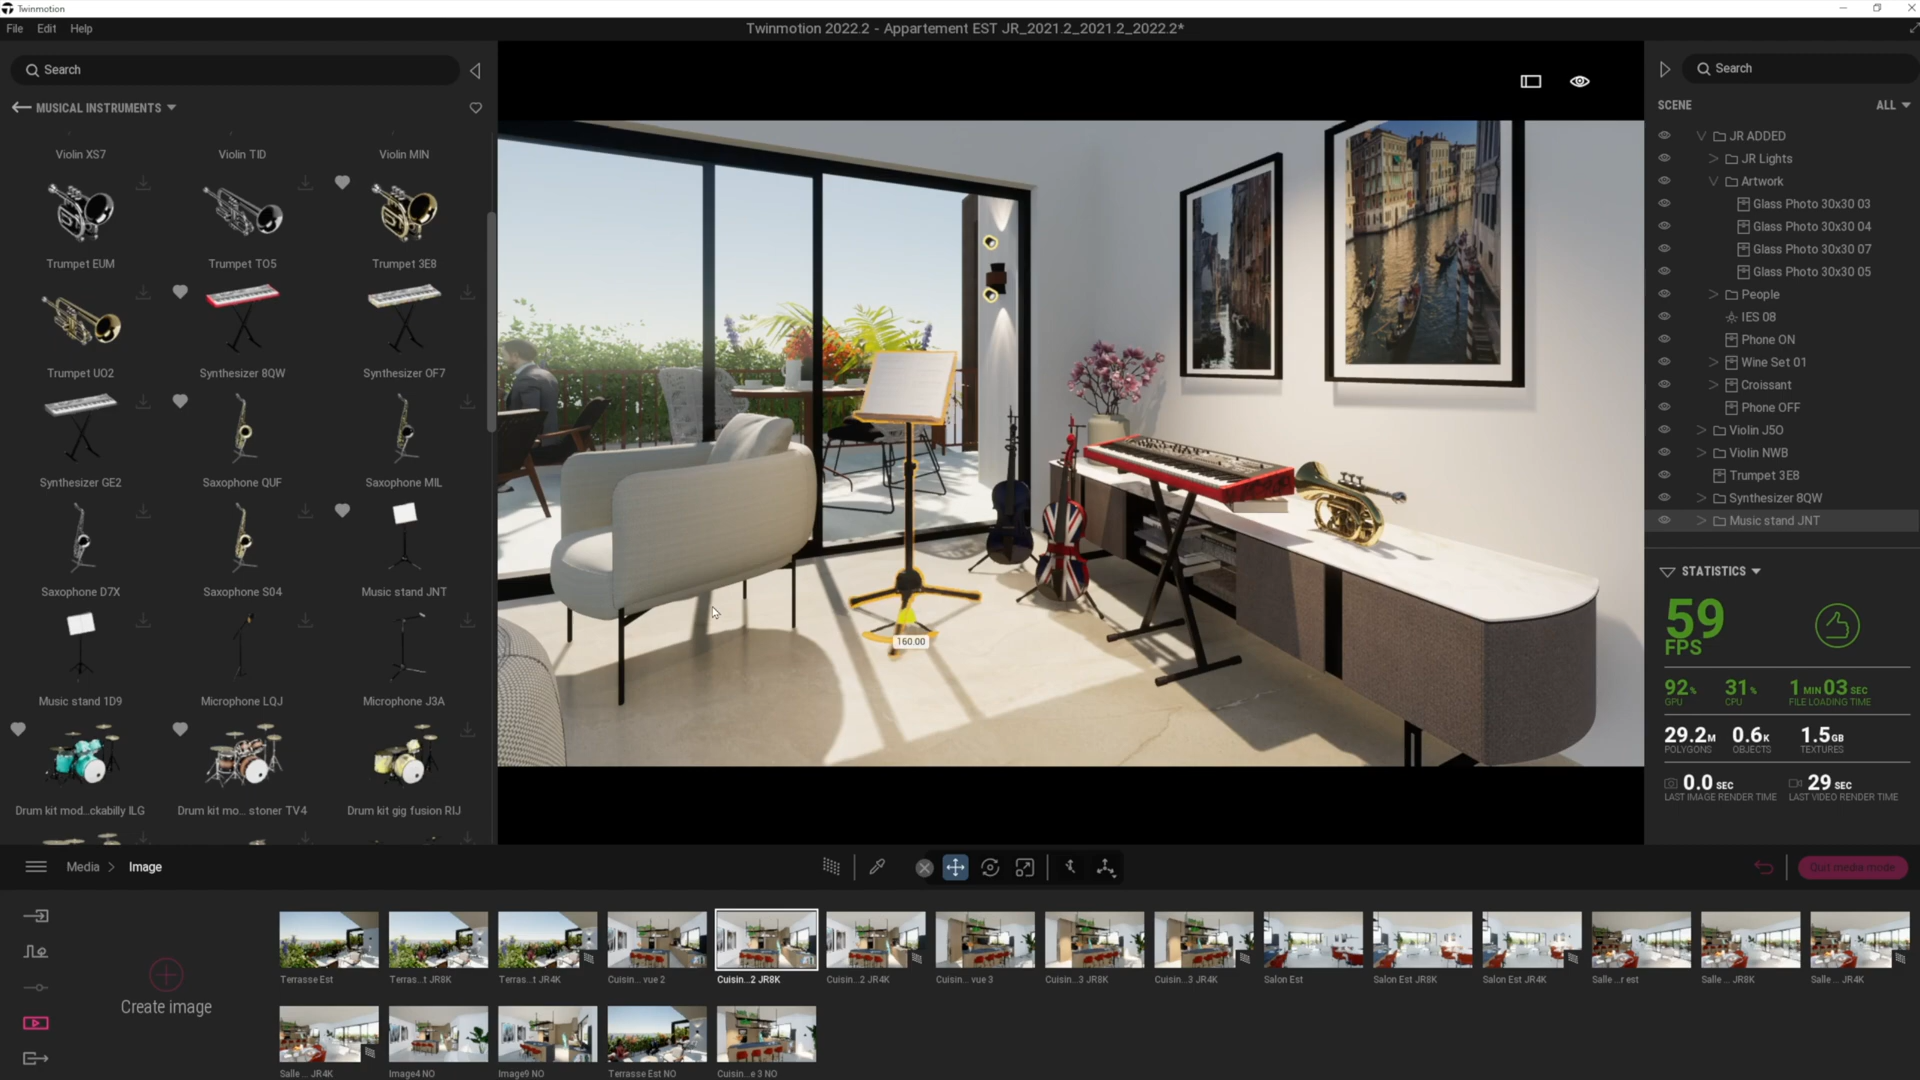 Twinmotion
File Edit Help
Twinmotion 2022.2 - Appartement EST JR_2021.2_2021.2_2022.2*
Search
MUSICAL INSTRUMENTS
Violin XS7
Violin TID
Violin MIN
Trumpet EUM
Trumpet TO5
Trumpet 3E8
Trumpet UO2
Synthesizer 8QW
Synthesizer OF7
Synthesizer GE2
Saxophone QUF
Saxophone MIL
Saxophone D7X
Saxophone S04
Music stand JNT
Music stand 1D9
Microphone LQJ
Microphone J3A
Drum kit mod...ckabilly ILG
Drum kit mo... stoner TV4
Drum kit gig fusion RIJ
160.00
Search
SCENE
ALL
JR ADDED
JR Lights
Artwork
Glass Photo 30x30 03
Glass Photo 30x30 04
Glass Photo 30x30 07
Glass Photo 30x30 05
People
IES 08
Phone ON
Wine Set 01
Croissant
Phone OFF
Violin J5O
Violin NWB
Trumpet 3E8
Synthesizer 8QW
Music stand JNT
STATISTICS
59
FPS
92% 31% 1 MIN 03 SEC
GPU CPU FILE LOADING TIME
29.2M 0.6K 1.5GB
POLYGONS OBJECTS TEXTURES
0.0 SEC 29 SEC
LAST IMAGE RENDER TIME LAST VIDEO RENDER TIME
Media > Image
Quit media mode
Create image
Terrasse Est
Terras...t JR8K
Terras...t JR4K
Cuisin... vue 2
Cuisin...2 JR8K
Cuisin...2 JR4K
Cuisin... vue 3
Cuisin...3 JR8K
Cuisin...3 JR4K
Salon Est
Salon Est JR8K
Salon Est JR4K
Salle ...r est
Salle ... JR8K
Salle ... JR4K
Salle ... JR4K
Image4 NO
Image9 NO
Terrasse Est NO
Cuisin...e 3 NO